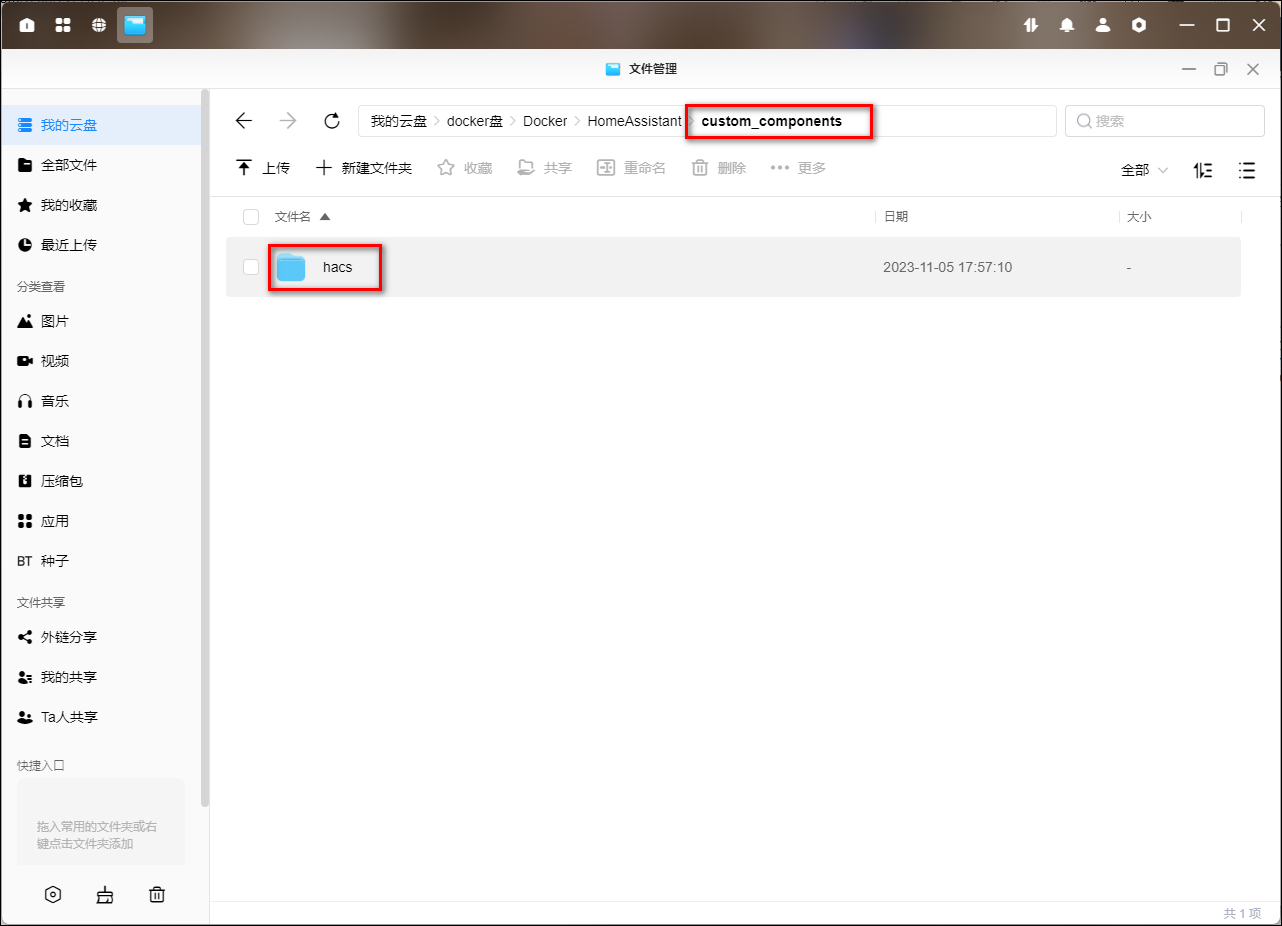 文件管理
我的云盘
全部文件
我的收藏
最近上传
分类查看
图片
视频
音乐
文档
压缩包
应用
BT 种子
文件共享
外链分享
我的共享
Ta人共享
快捷入口
拖入常用的文件夹或右
键点击文件夹添加
我的云盘 docker盘 Docker HomeAssistant custom_components
搜索
上传 新建文件夹 收藏 共享 重命名 删除 更多
全部
文件名 日期 大小
hacs 2023-11-05 17:57:10 -
共 1 项